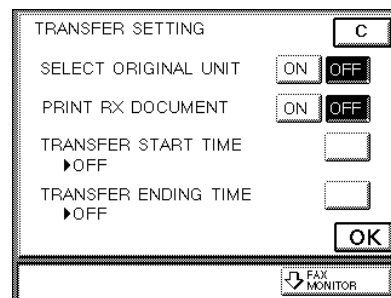 TRANSFER SETTING C
SELECT ORIGINAL UNIT ON OFF
PRINT RX DOCUMENT ON OFF
TRANSFER START TIME
▶OFF
TRANSFER ENDING TIME
▶OFF
OK
FAX
MONITOR